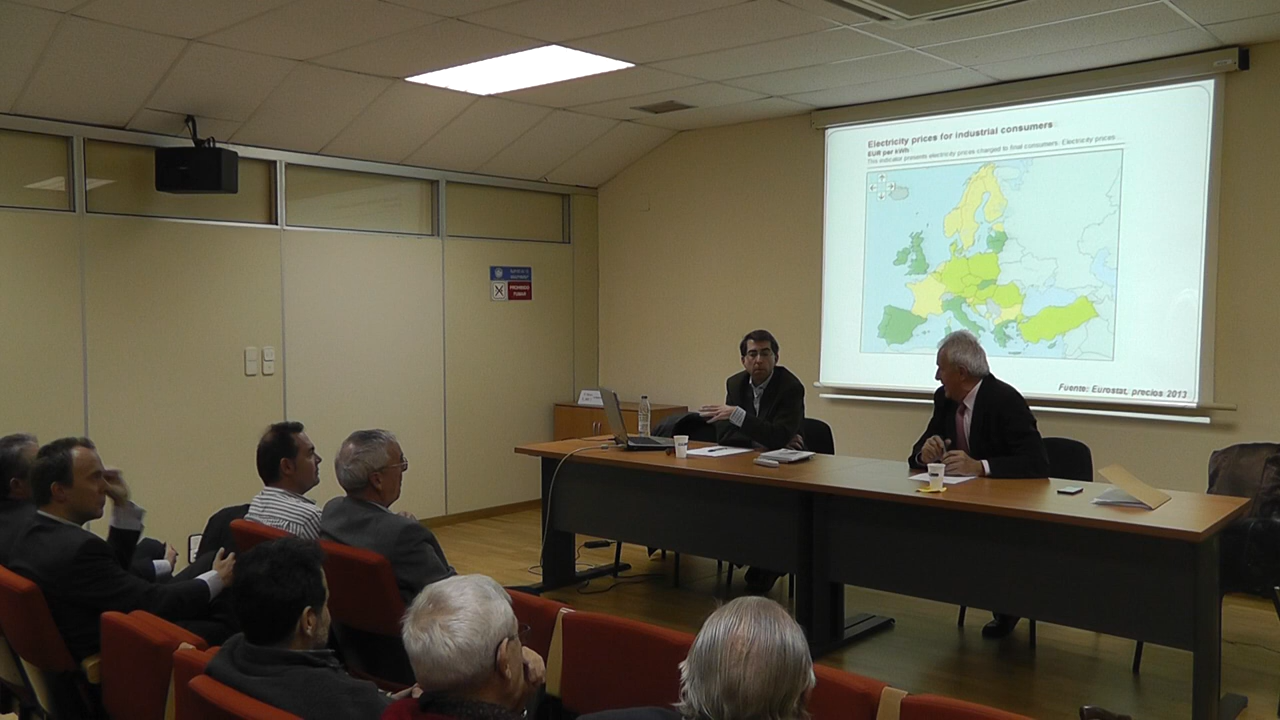 Electricity prices for industrial consumers
EUR per kWh
This indicator presents electricity prices charged to final consumers. Electricity prices
Fuente: Eurostat, precios 2013
PROHIBIDO
FUMAR